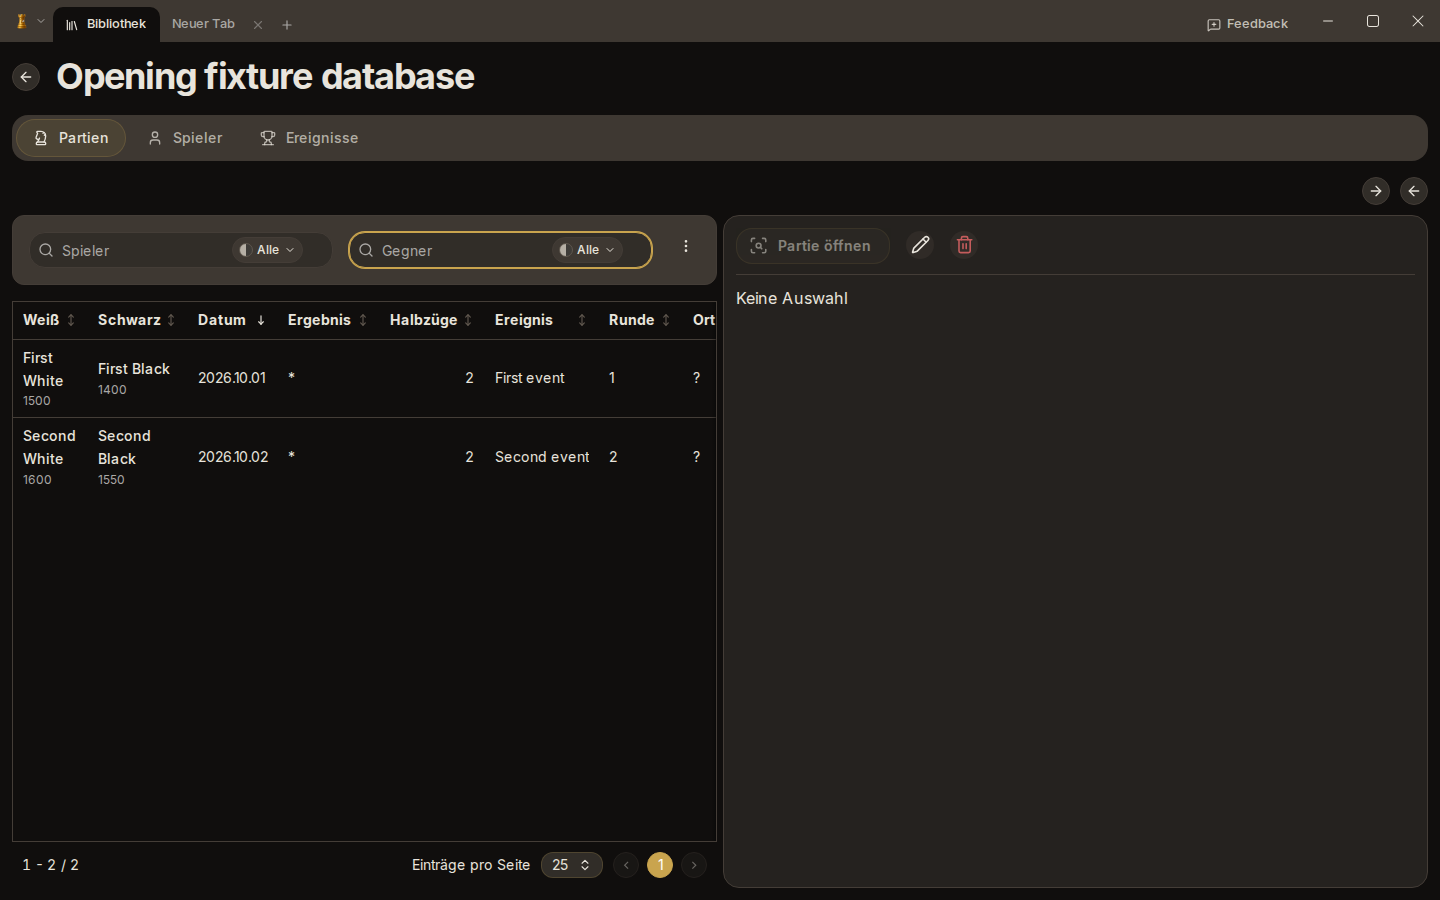 Bibliothek
Neuer Tab
Feedback
Opening fixture database
Partien
Spieler
Ereignisse
Spieler
Alle
Gegner
Alle
Partie öffnen
Keine Auswahl
Weiß Schwarz Datum Ergebnis Halbzüge Ereignis Runde Ort
First White 1500 First Black 1400 2026.10.01 * 2 First event 1 ?
Second White 1600 Second Black 1550 2026.10.02 * 2 Second event 2 ?
1 - 2 / 2
Einträge pro Seite
25
1